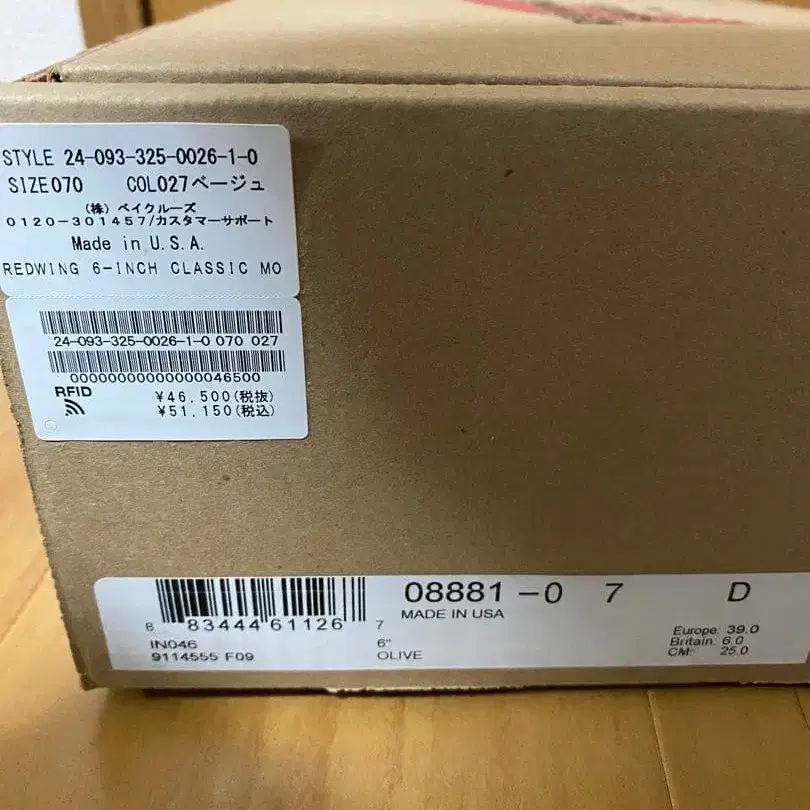 STYLE 24-093-325-0026-1-0
SIZE070 COL027ベージュ
(株) ベイクルーズ
0120-301457/カスタマーサポート
Made in U.S.A.
REDWING 6-INCH CLASSIC MO
24-093-325-0026-1-0 070 027
00000000000000046500
RFID
¥46,500(税抜)
¥51,150(税込)
08881-0 7 D
MADE IN USA
8 83444 61126 7
IN046
9114555 F09
6"
OLIVE
Europe: 39.0
Britain: 6.0
CM: 25.0